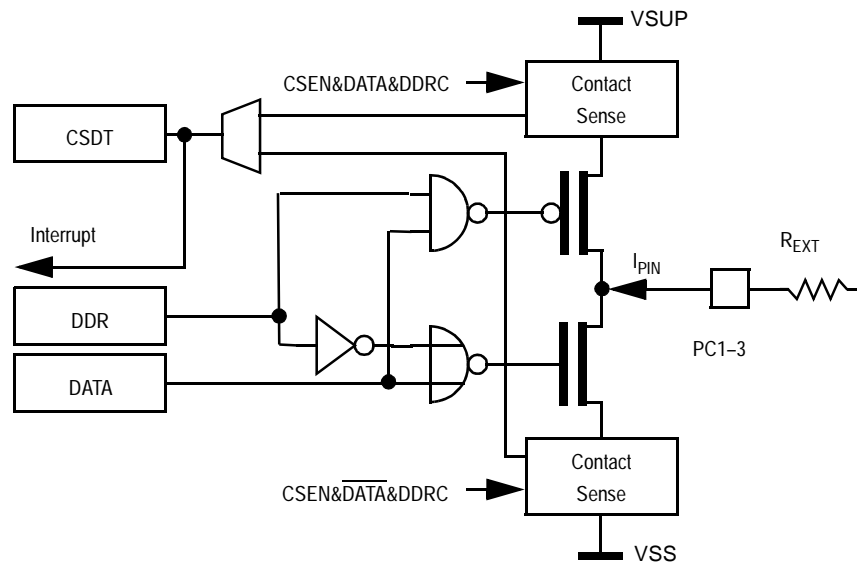 VSUP
CSEN&DATA&DDRC
Contact
Sense
CSDT
Interrupt
I_PIN
R_EXT
DDR
PC1–3
DATA
Contact
Sense
CSEN&D̅A̅T̅A̅&DDRC
VSS